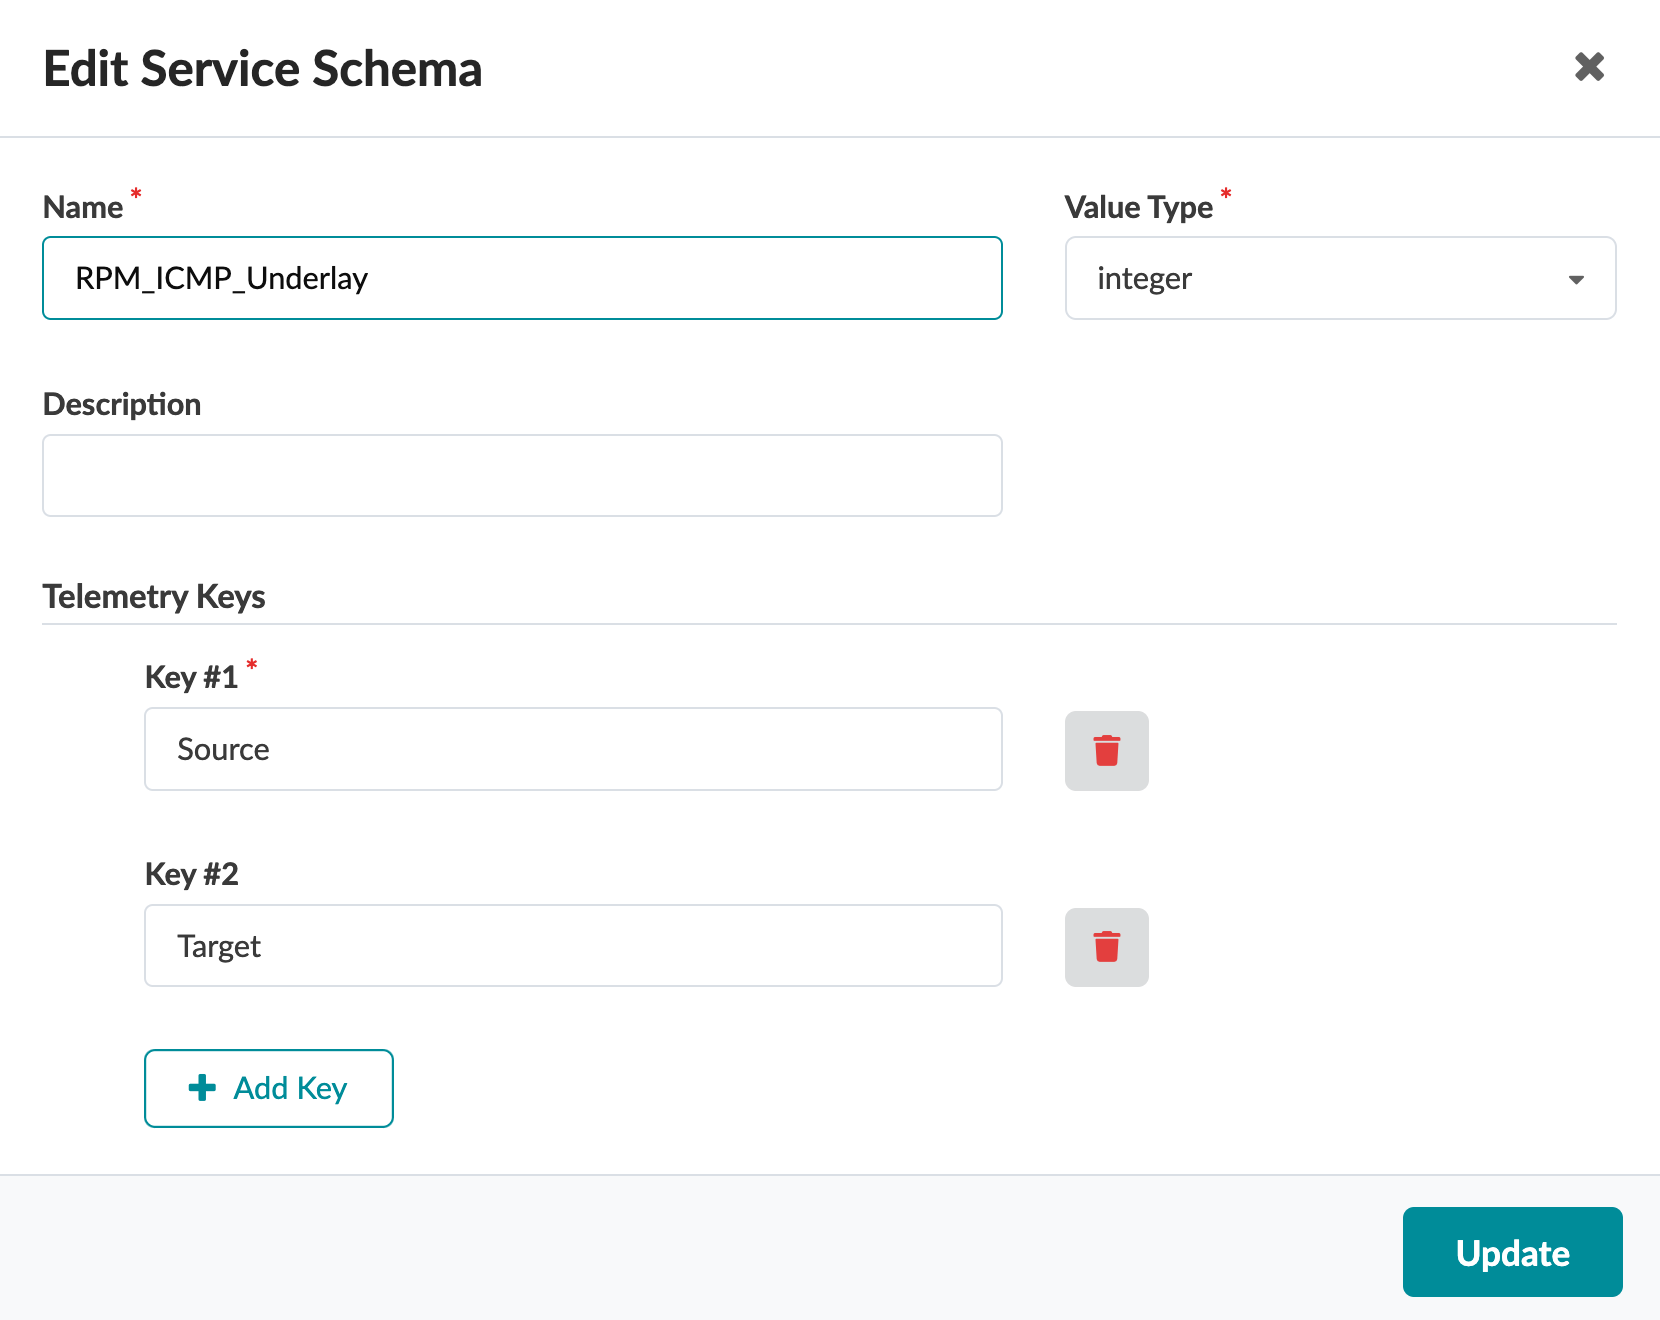 Edit Service Schema
Name *
Value Type *
RPM_ICMP_Underlay
integer
Description
Telemetry Keys
Key #1 *
Source
Key #2
Target
Add Key
Update